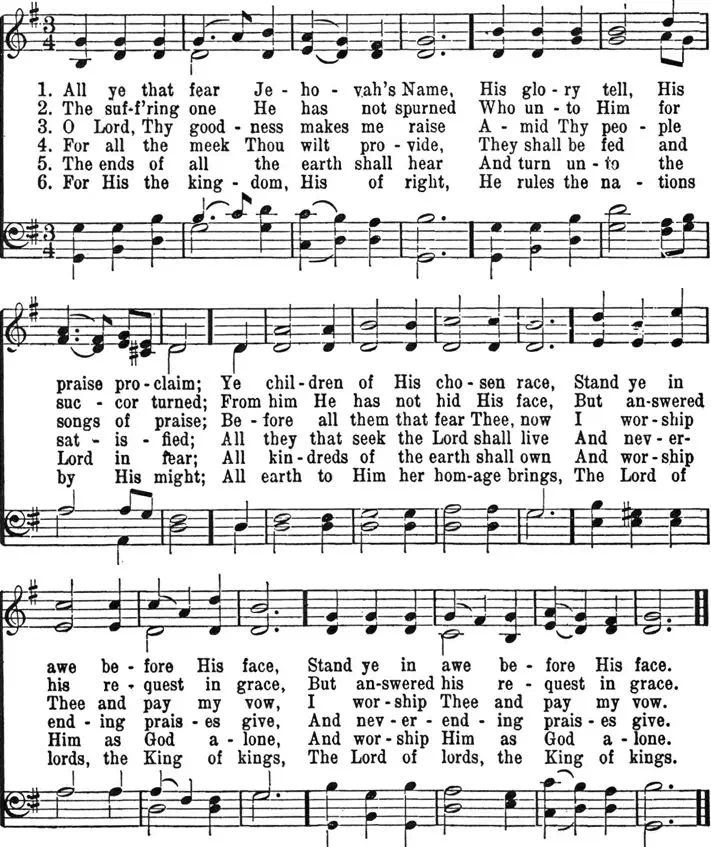 3 4
1. All ye that fear Je - ho - vah's Name, His glo - ry tell, His
2. The suf-f'ring one He has not spurned Who un - to Him for
3. O Lord, Thy good - ness makes me raise A - mid Thy peo - ple
4. For all the meek Thou wilt pro - vide, They shall be fed and
5. The ends of all the earth shall hear And turn un - to the
6. For His the king - dom, His of right, He rules the na - tions
3 4
praise pro-claim; Ye chil-dren of His cho-sen race, Stand ye in
suc - cor turned; From him He has not hid His face, But an-swered
songs of praise; Be - fore all them that fear Thee, now I wor-ship
sat - is - fied; All they that seek the Lord shall live And nev-er-
Lord in fear; All kin-dreds of the earth shall own And wor-ship
by His might; All earth to Him her hom-age brings, The Lord of
awe be - fore His face, Stand ye in awe be - fore His face.
his re - quest in grace, But an-swered his re - quest in grace.
Thee and pay my vow, I wor-ship Thee and pay my vow.
end - ing prais - es give, And nev - er - end - ing prais - es give.
Him as God a - lone, And wor-ship Him as God a - lone.
lords, the King of kings, The Lord of lords, the King of kings.